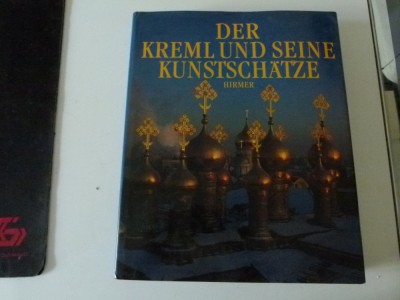 DER
KREML UND SEINE
KUNSTSCHÄTZE
HIRMER